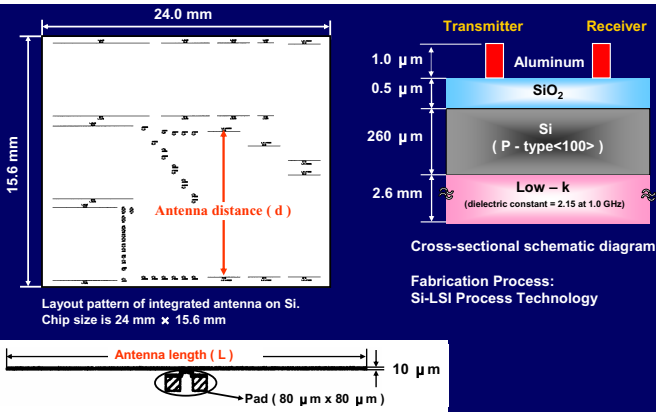 24.0 mm
15.6 mm
Antenna distance ( d )
Layout pattern of integrated antenna on Si.
Chip size is 24 mm × 15.6 mm
Transmitter
Receiver
1.0 μm
Aluminum
0.5 μm
SiO2
260 μm
Si
( P - type<100> )
2.6 mm
Low – k
(dielectric constant = 2.15 at 1.0 GHz)
Cross-sectional schematic diagram
Fabrication Process:
Si-LSI Process Technology
Antenna length ( L )
10 μm
Pad ( 80 μm x 80 μm )